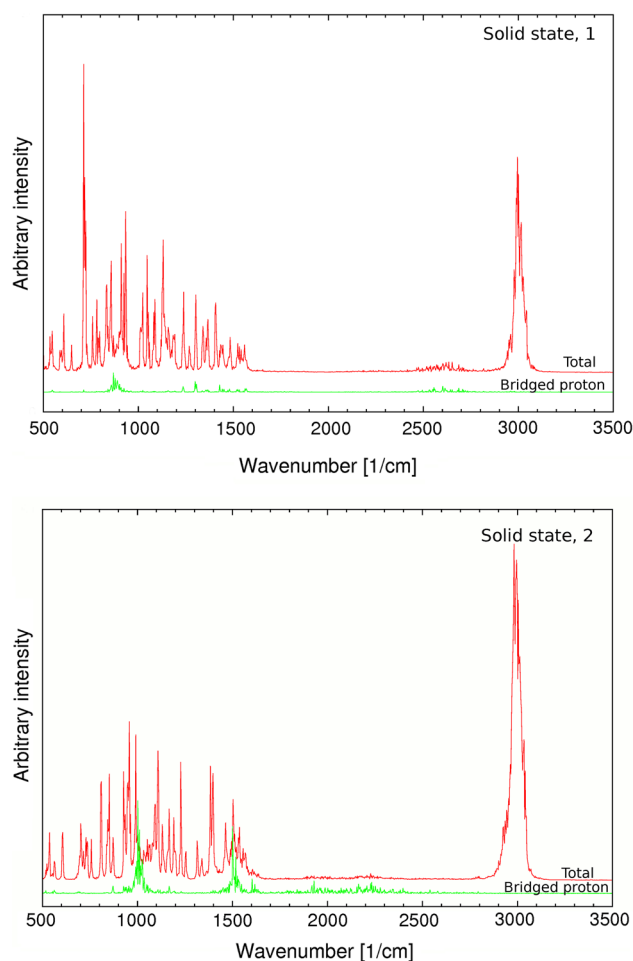 Solid state, 1
Arbitrary intensity
Total
Bridged proton
500 1000 1500 2000 2500 3000 3500
Wavenumber [1/cm]
Solid state, 2
Arbitrary intensity
Total
Bridged proton
500 1000 1500 2000 2500 3000 3500
Wavenumber [1/cm]